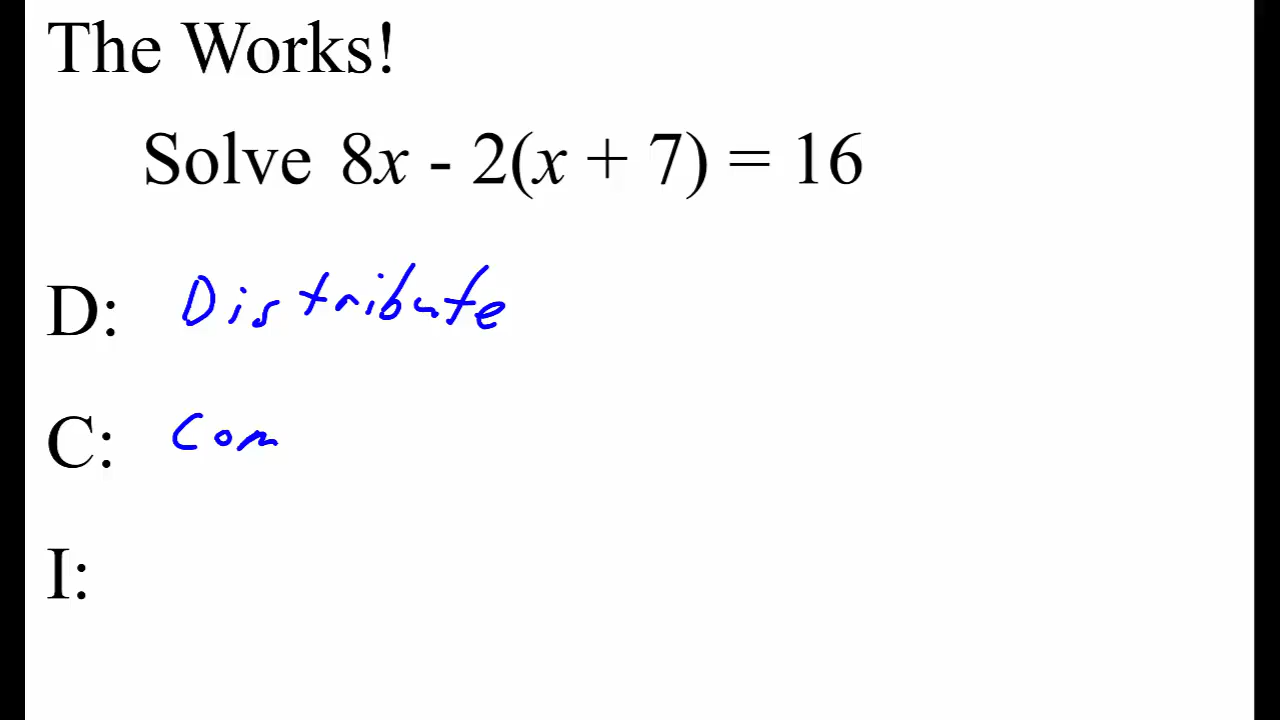 The Works!
Solve 8x - 2(x + 7) = 16
D: Distribute
C: Com
I: